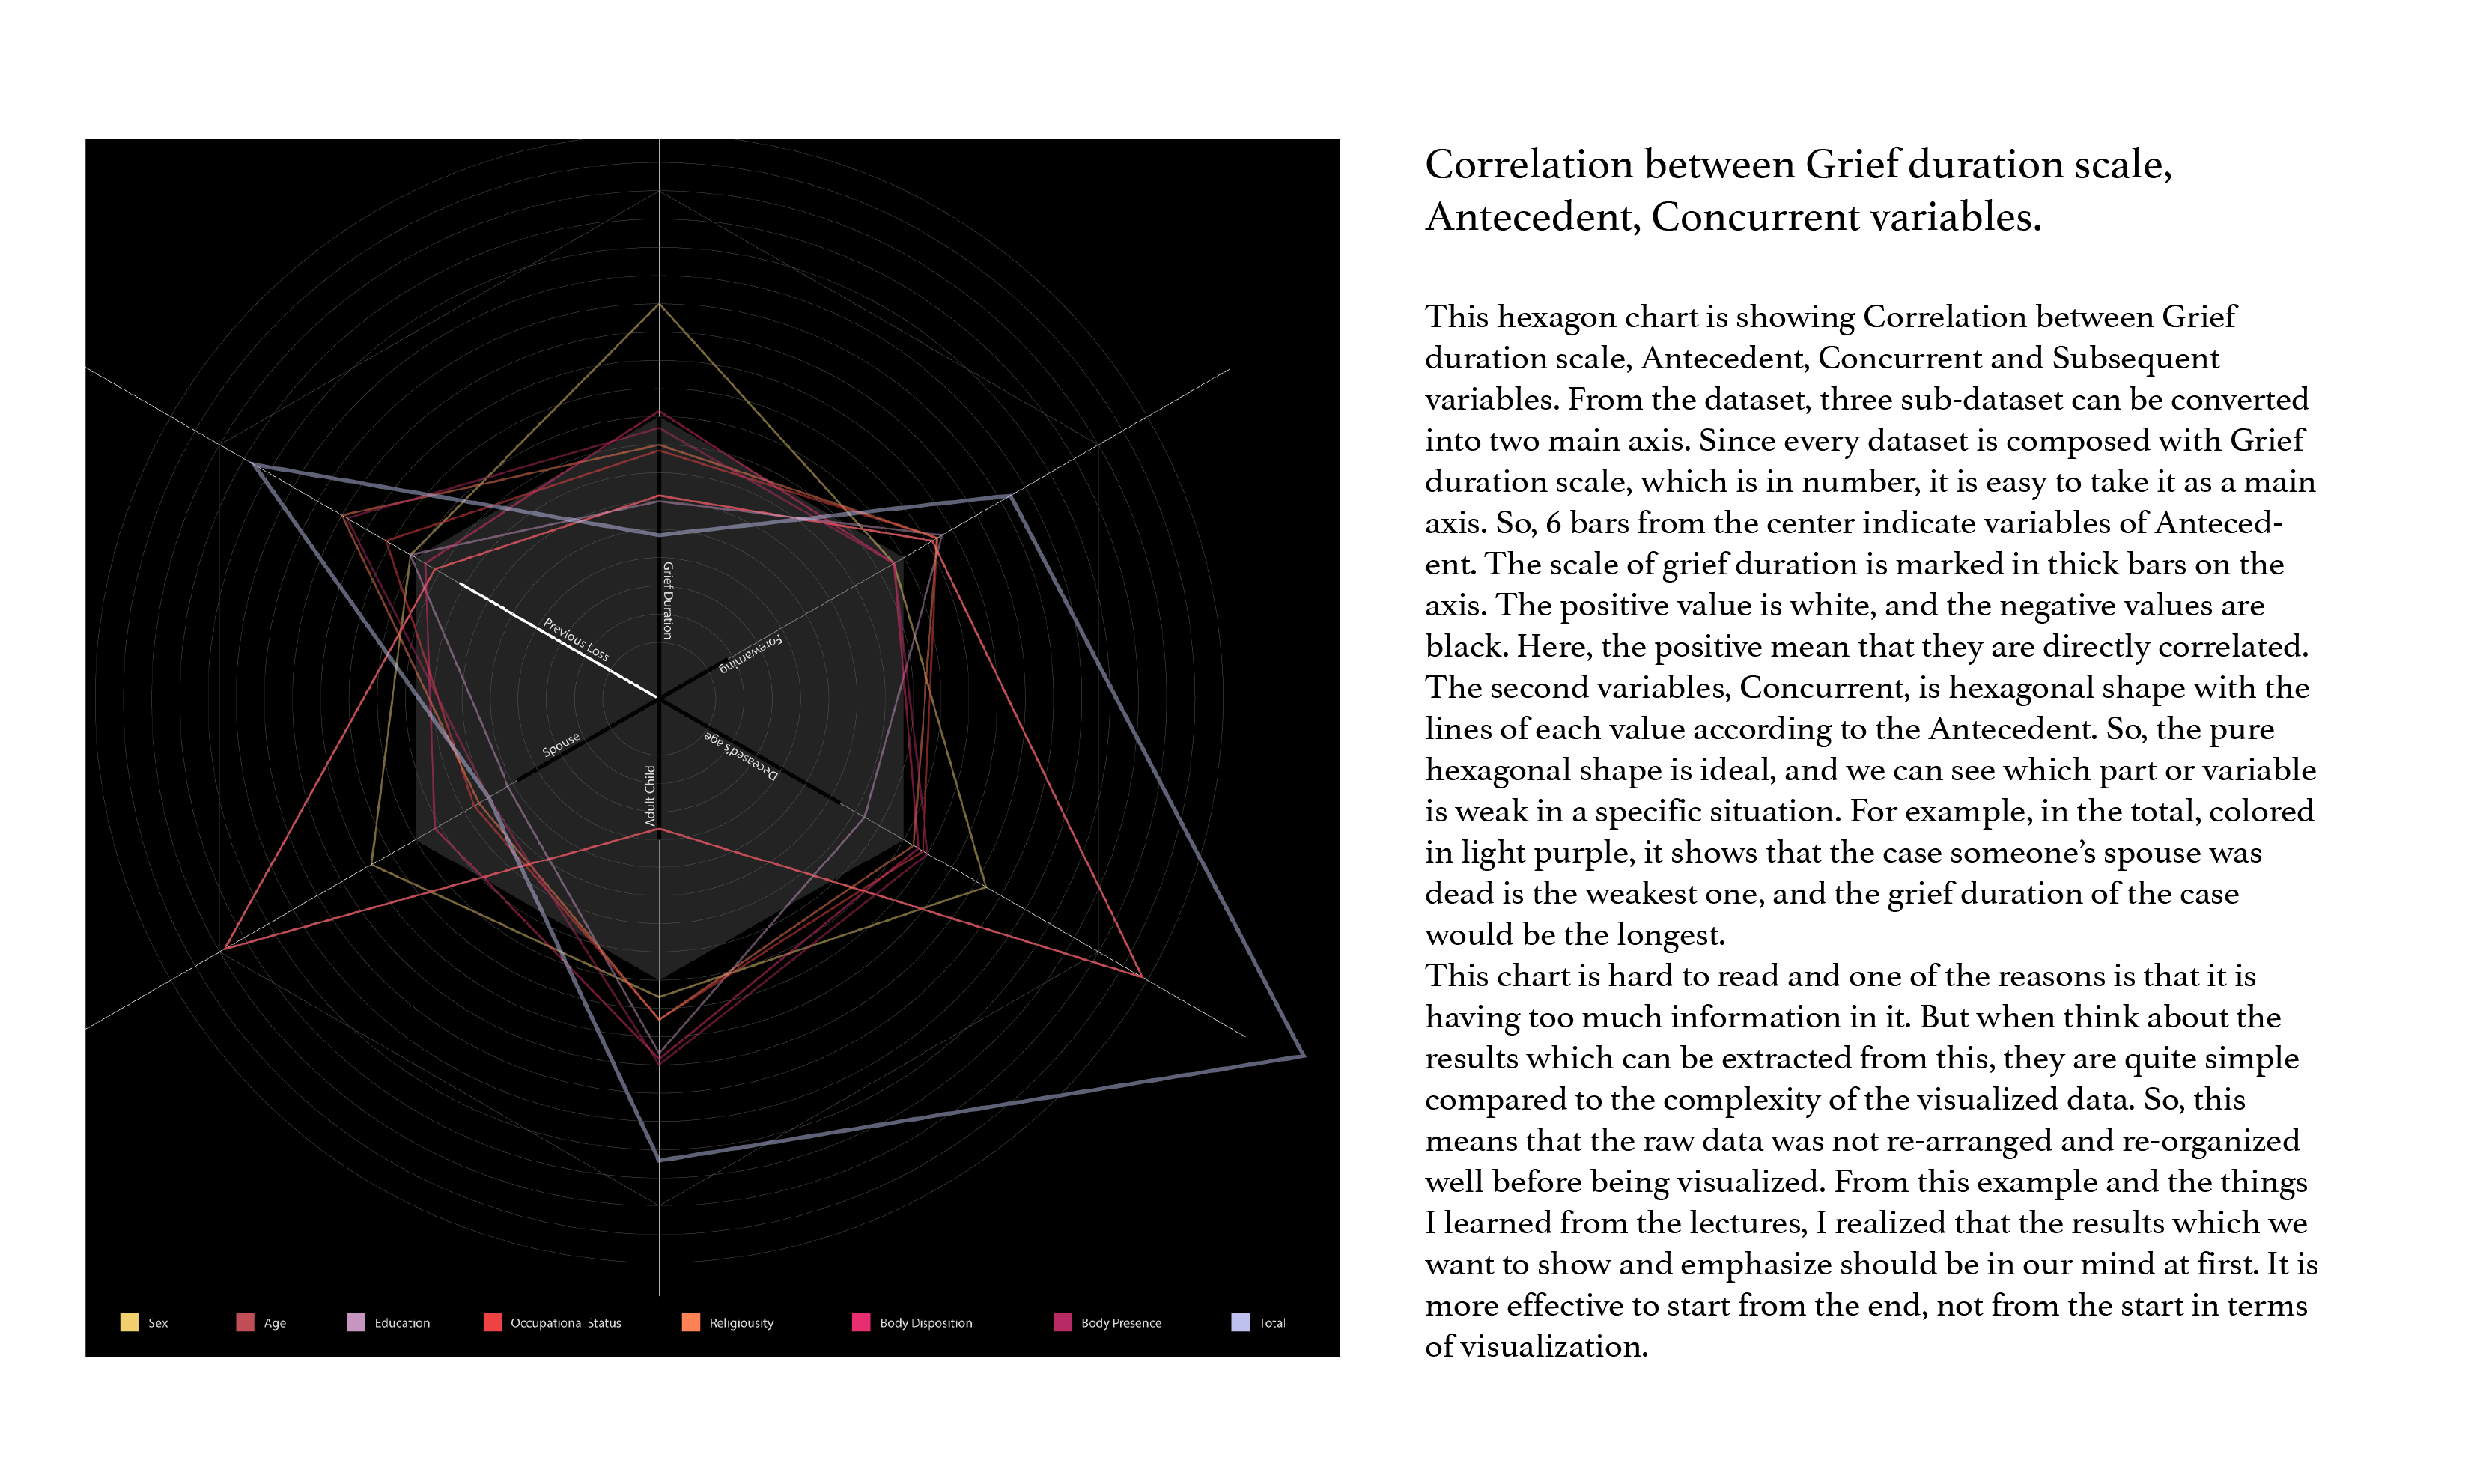 Grief Duration
Forewarning
Previous Loss
Spouse
Deceased's age
Adult Child
Sex
Age
Education
Occupational Status
Religiousity
Body Disposition
Body Presence
Total
Correlation between Grief duration scale,
Antecedent, Concurrent variables.
This hexagon chart is showing Correlation between Grief
duration scale, Antecedent, Concurrent and Subsequent
variables. From the dataset, three sub-dataset can be converted
into two main axis. Since every dataset is composed with Grief
duration scale, which is in number, it is easy to take it as a main
axis. So, 6 bars from the center indicate variables of Anteced-
ent. The scale of grief duration is marked in thick bars on the
axis. The positive value is white, and the negative values are
black. Here, the positive mean that they are directly correlated.
The second variables, Concurrent, is hexagonal shape with the
lines of each value according to the Antecedent. So, the pure
hexagonal shape is ideal, and we can see which part or variable
is weak in a specific situation. For example, in the total, colored
in light purple, it shows that the case someone’s spouse was
dead is the weakest one, and the grief duration of the case
would be the longest.
This chart is hard to read and one of the reasons is that it is
having too much information in it. But when think about the
results which can be extracted from this, they are quite simple
compared to the complexity of the visualized data. So, this
means that the raw data was not re-arranged and re-organized
well before being visualized. From this example and the things
I learned from the lectures, I realized that the results which we
want to show and emphasize should be in our mind at first. It is
more effective to start from the end, not from the start in terms
of visualization.